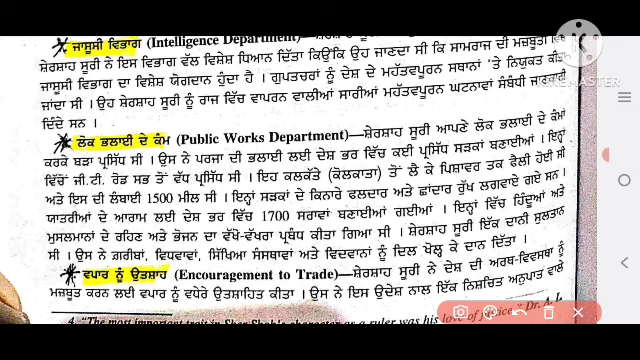 ਜਾਸੂਸੀ ਵਿਭਾਗ (Intelligence Department)
ਸ਼ੇਰਸ਼ਾਹ ਸੂਰੀ ਨੇ ਇਸ ਵਿਭਾਗ ਵੱਲ ਵਿਸ਼ੇਸ਼ ਧਿਆਨ ਦਿੱਤਾ ਕਿਉਂਕਿ ਉਹ ਜਾਣਦਾ ਸੀ ਕਿ ਸਾਮਰਾਜ ਦੀ ਮਜ਼ਬੂਤੀ ਵਿੱਚ
ਜਾਸੂਸੀ ਵਿਭਾਗ ਦਾ ਵਿਸ਼ੇਸ਼ ਯੋਗਦਾਨ ਹੁੰਦਾ ਹੈ । ਗੁਪਤਚਰਾਂ ਨੂੰ ਦੇਸ਼ ਦੇ ਮਹੱਤਵਪੂਰਨ ਸਥਾਨਾਂ 'ਤੇ ਨਿਯੁਕਤ ਕੀਤਾ
ਜਾਂਦਾ ਸੀ । ਉਹ ਸ਼ੇਰਸ਼ਾਹ ਸੂਰੀ ਨੂੰ ਰਾਜ ਵਿੱਚ ਵਾਪਰਨ ਵਾਲੀਆਂ ਸਾਰੀਆਂ ਮਹੱਤਵਪੂਰਨ ਘਟਨਾਵਾਂ ਸੰਬੰਧੀ ਜਾਣਕਾਰੀ
ਦਿੰਦੇ ਸਨ ।
ਲੋਕ ਭਲਾਈ ਦੇ ਕੰਮ (Public Works Department)—ਸ਼ੇਰਸ਼ਾਹ ਸੂਰੀ ਆਪਣੇ ਲੋਕ ਭਲਾਈ ਦੇ ਕੰਮਾਂ
ਕਰਕੇ ਬੜਾ ਪ੍ਰਸਿੱਧ ਸੀ । ਉਸ ਨੇ ਪਰਜਾ ਦੀ ਭਲਾਈ ਲਈ ਦੇਸ਼ ਭਰ ਵਿੱਚ ਕਈ ਪ੍ਰਸਿੱਧ ਸੜਕਾਂ ਬਣਾਈਆਂ । ਇਨ੍ਹਾਂ
ਵਿੱਚੋਂ ਜੀ.ਟੀ. ਰੋਡ ਸਭ ਤੋਂ ਵੱਧ ਪ੍ਰਸਿੱਧ ਸੀ । ਇਹ ਕਲਕੱਤੇ (ਕੋਲਕਾਤਾ) ਤੋਂ ਲੈ ਕੇ ਪਿਸ਼ਾਵਰ ਤਕ ਫੈਲੀ ਹੋਈ ਸੀ
ਅਤੇ ਇਸ ਦੀ ਲੰਬਾਈ 1500 ਮੀਲ ਸੀ । ਇਨ੍ਹਾਂ ਸੜਕਾਂ ਦੇ ਕਿਨਾਰੇ ਫਲਦਾਰ ਅਤੇ ਛਾਂਦਾਰ ਰੁੱਖ ਲਗਵਾਏ ਗਏ ਸਨ ।
ਯਾਤਰੀਆਂ ਦੇ ਆਰਾਮ ਲਈ ਦੇਸ਼ ਭਰ ਵਿੱਚ 1700 ਸਰਾਵਾਂ ਬਣਾਈਆਂ ਗਈਆਂ । ਇਨ੍ਹਾਂ ਵਿੱਚ ਹਿੰਦੂਆਂ ਅਤੇ
ਮੁਸਲਮਾਨਾਂ ਦੇ ਰਹਿਣ ਅਤੇ ਭੋਜਨ ਦਾ ਵੱਖੋ-ਵੱਖਰਾ ਪ੍ਰਬੰਧ ਕੀਤਾ ਗਿਆ ਸੀ । ਸ਼ੇਰਸ਼ਾਹ ਸੂਰੀ ਇੱਕ ਦਾਨੀ ਸੁਲਤਾਨ
ਸੀ । ਉਸ ਨੇ ਗ਼ਰੀਬਾਂ, ਵਿਧਵਾਵਾਂ, ਸਿੱਖਿਆ ਸੰਸਥਾਵਾਂ ਅਤੇ ਵਿਦਵਾਨਾਂ ਨੂੰ ਦਿਲ ਖੋਲ੍ਹ ਕੇ ਦਾਨ ਦਿੱਤਾ ।
ਵਪਾਰ ਨੂੰ ਉਤਸ਼ਾਹ (Encouragement to Trade)—ਸ਼ੇਰਸ਼ਾਹ ਸੂਰੀ ਨੇ ਦੇਸ਼ ਦੀ ਅਰਥ-ਵਿਵਸਥਾ ਨੂੰ
ਮਜ਼ਬੂਤ ਕਰਨ ਲਈ ਵਪਾਰ ਨੂੰ ਵਧੇਰੇ ਉਤਸ਼ਾਹਿਤ ਕੀਤਾ । ਉਸ ਨੇ ਇਸ ਉਦੇਸ਼ ਨਾਲ ਇੱਕ ਨਿਸ਼ਚਿਤ ਅਨੁਪਾਤ ਵਾਲੇ
4. "The most important trait in Sher Shah's character as a ruler was his love of justice." Dr. A. L.
KINEMASTER